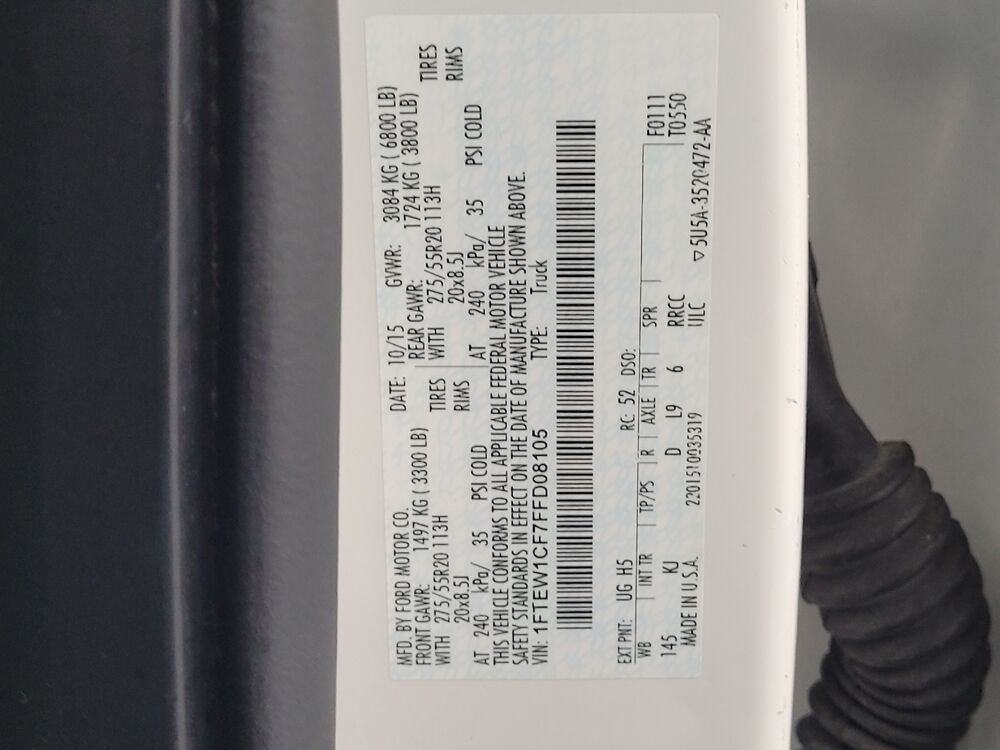 MFD. BY FORD MOTOR CO. DATE: 10/15 GVWR: 3084 KG ( 6800 LB)
FRONT GAWR: 1497 KG ( 3300 LB) REAR GAWR: 1724 KG ( 3800 LB)
WITH 275/55R20 113H TIRES WITH 275/55R20 113H TIRES
20x8.5J RIMS 20x8.5J RIMS
AT 240 kPa/ 35 PSI COLD AT 240 kPa/ 35 PSI COLD
THIS VEHICLE CONFORMS TO ALL APPLICABLE FEDERAL MOTOR VEHICLE
SAFETY STANDARDS IN EFFECT ON THE DATE OF MANUFACTURE SHOWN ABOVE.
VIN: 1FTEW1CF7FFD08105 TYPE: Truck
EXT PNT: UG H5 RC: 52 DSO:
WB INT TR TP/PS R AXLE TR SPR F0111
145 KJ D L9 6 RRCC T0550
MADE IN U.S.A. 2201510035319 UJLC ▽ 5U5A-3520472-AA